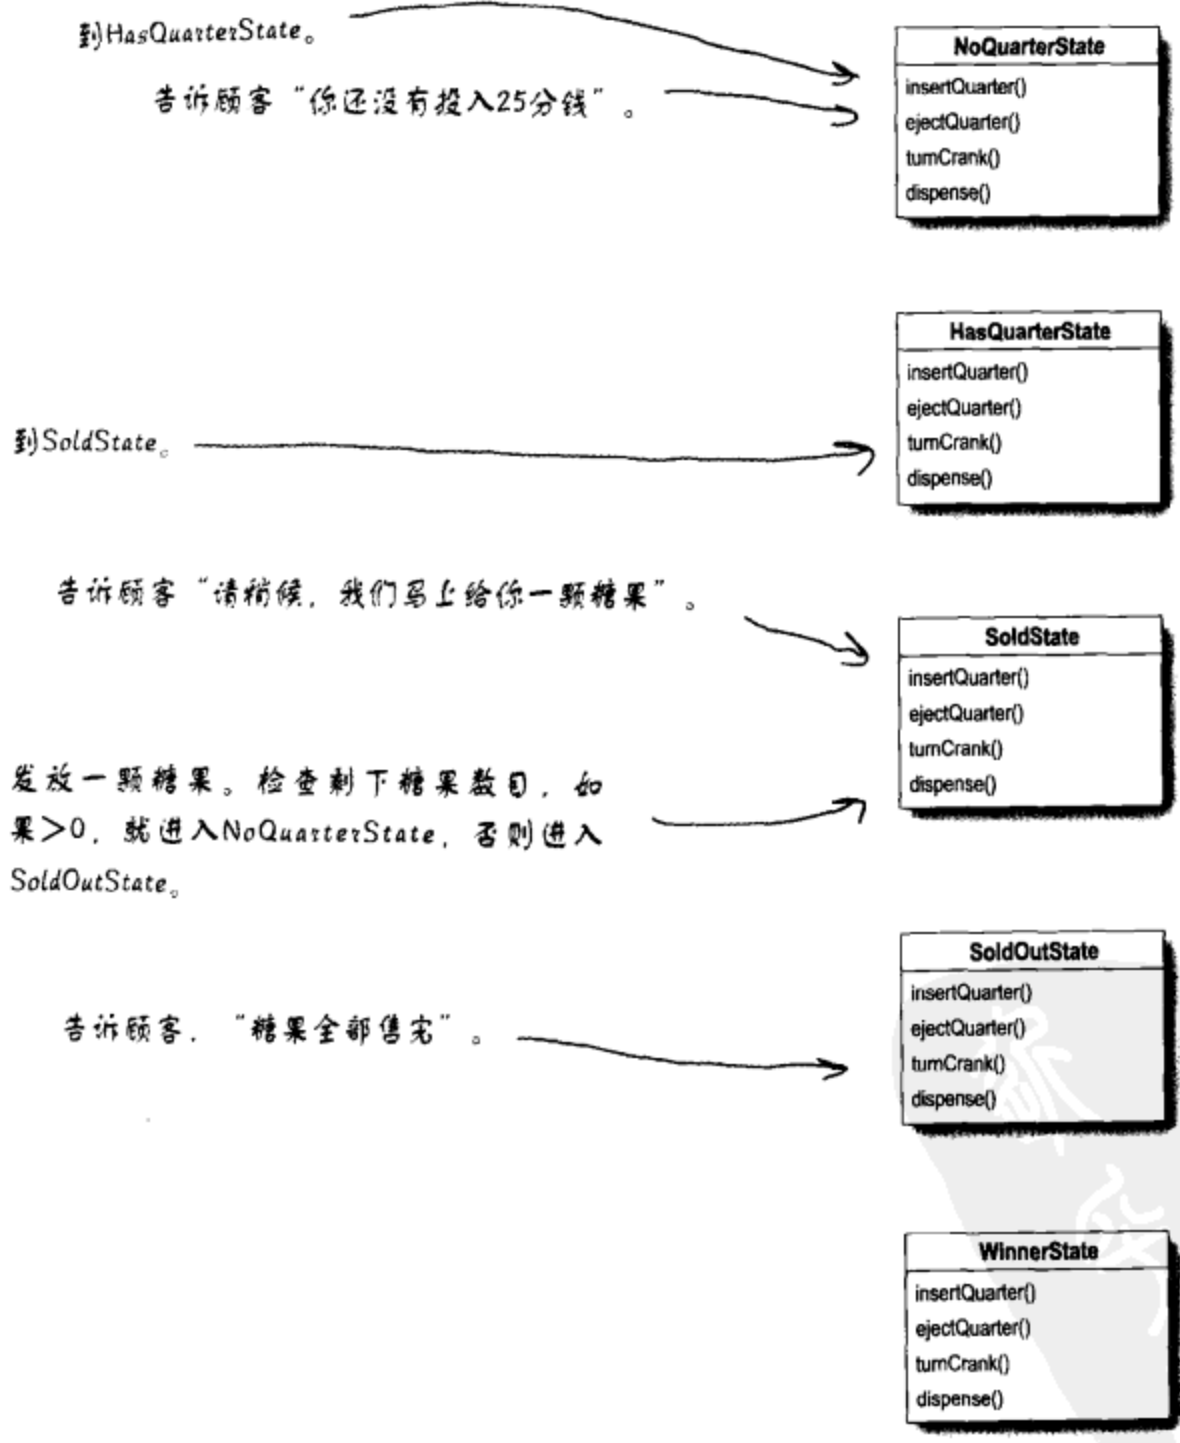 到HasQuarterState。
告诉顾客“你还没有投入25分钱”。
NoQuarterState
insertQuarter()
ejectQuarter()
turnCrank()
dispense()
HasQuarterState
insertQuarter()
ejectQuarter()
turnCrank()
dispense()
到SoldState。
告诉顾客“请稍候，我们马上给你一颗糖果”。
SoldState
insertQuarter()
ejectQuarter()
turnCrank()
dispense()
发放一颗糖果。检查剩下糖果数目，如
果＞0，就进入NoQuarterState，否则进入
SoldOutState。
SoldOutState
insertQuarter()
ejectQuarter()
turnCrank()
dispense()
告诉顾客，“糖果全部售完”。
WinnerState
insertQuarter()
ejectQuarter()
turnCrank()
dispense()